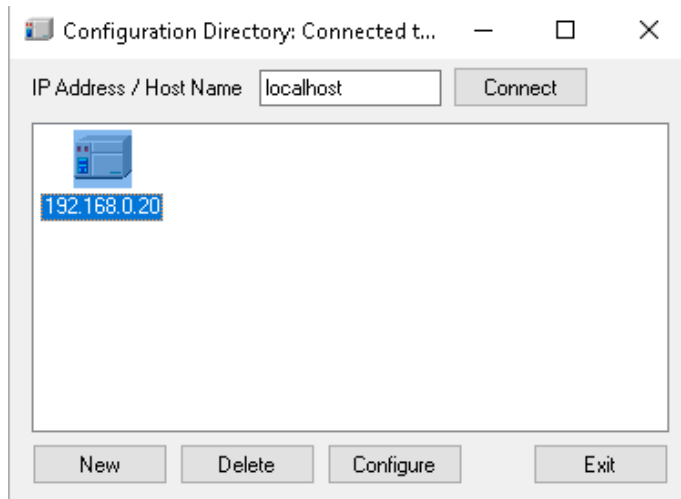 Configuration Directory: Connected t...
IP Address / Host Name localhost Connect
192.168.0.20
New Delete Configure Exit